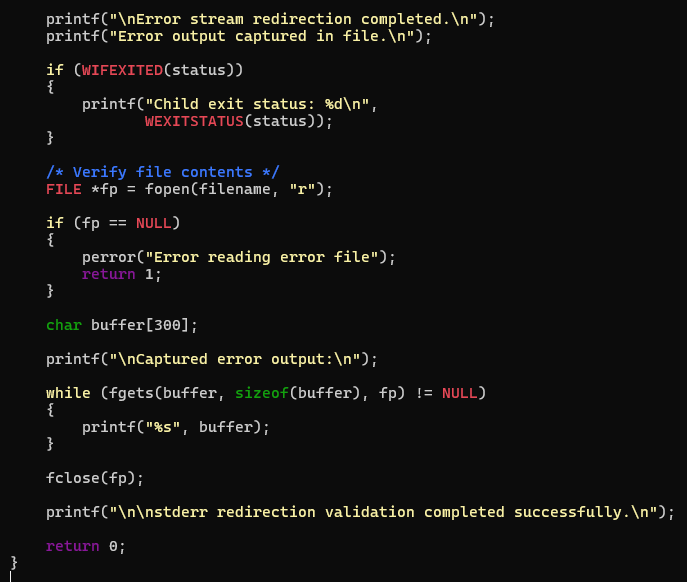 printf("\nError stream redirection completed.\n");
    printf("Error output captured in file.\n");

    if (WIFEXITED(status))
    {
        printf("Child exit status: %d\n",
               WEXITSTATUS(status));
    }

    /* Verify file contents */
    FILE *fp = fopen(filename, "r");

    if (fp == NULL)
    {
        perror("Error reading error file");
        return 1;
    }

    char buffer[300];

    printf("\nCaptured error output:\n");

    while (fgets(buffer, sizeof(buffer), fp) != NULL)
    {
        printf("%s", buffer);
    }

    fclose(fp);

    printf("\n\nstderr redirection validation completed successfully.\n");

    return 0;
}